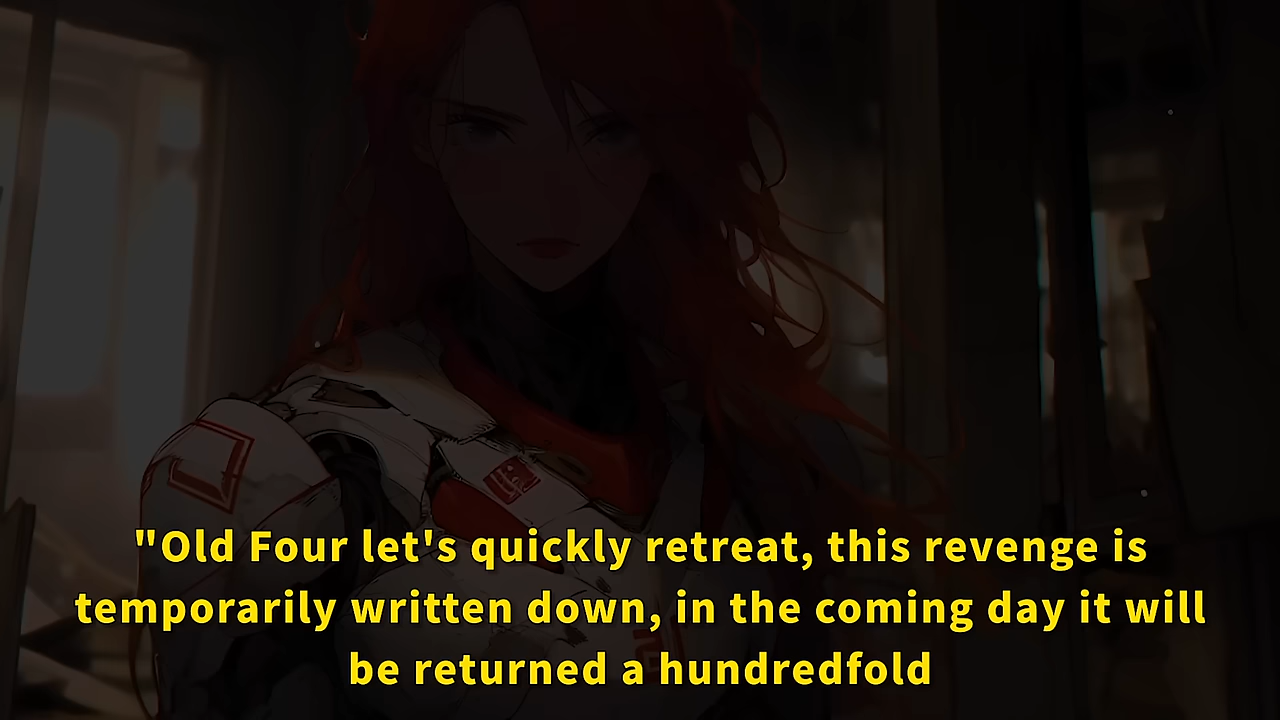 "Old Four let's quickly retreat, this revenge is
temporarily written down, in the coming day it will
be returned a hundredfold